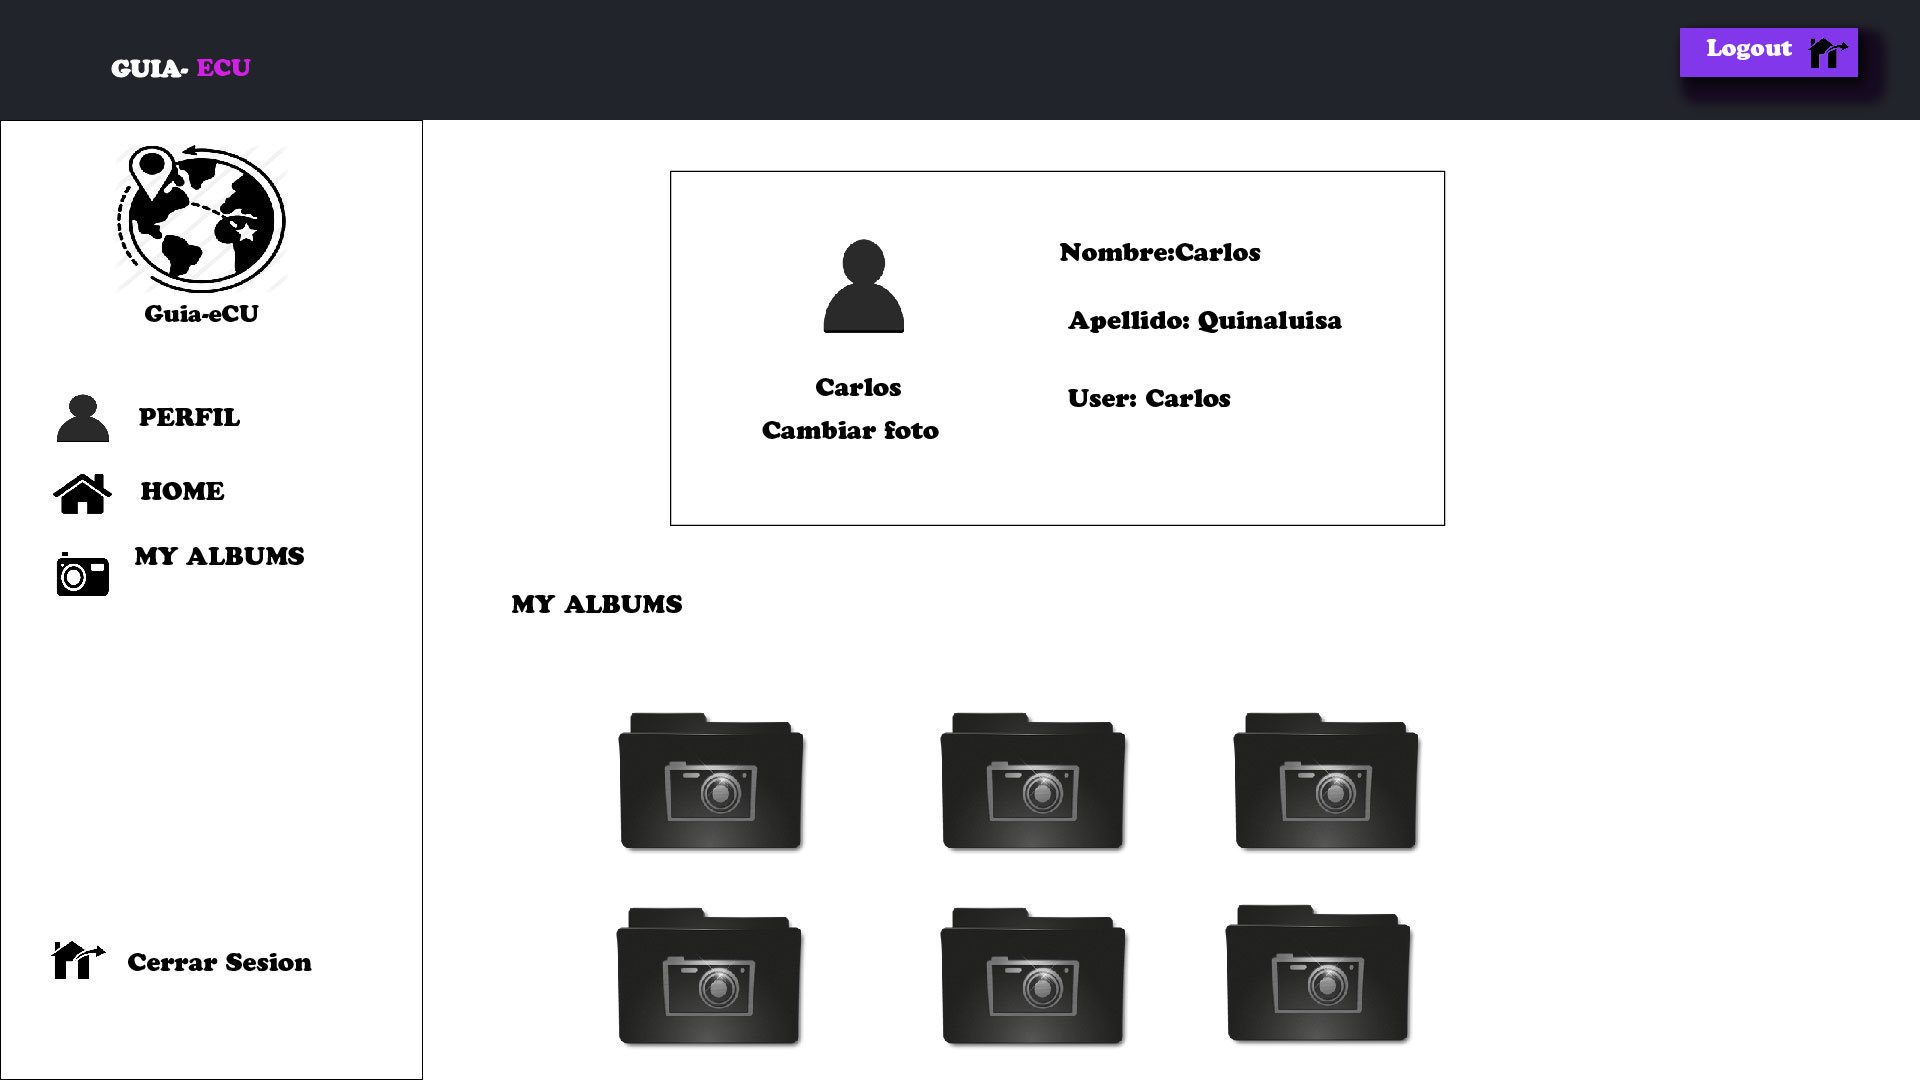 GUIA- ECU
Logout
Guia-eCU
PERFIL
HOME
MY ALBUMS
Cerrar Sesion
Nombre:Carlos
Apellido: Quinaluisa
User: Carlos
Carlos
Cambiar foto
MY ALBUMS